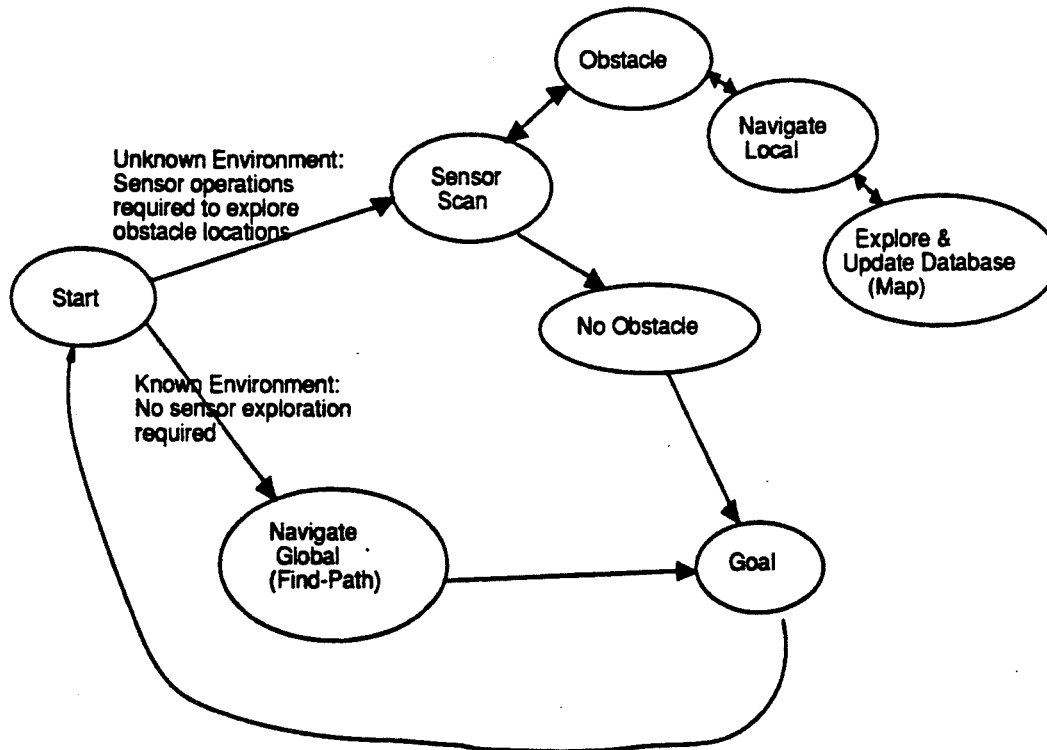 Obstacle
Navigate
Local
Unknown Environment:
Sensor operations
required to explore
obstacle locations
Sensor
Scan
Explore &
Update Database
(Map)
Start
No Obstacle
Known Environment:
No sensor exploration
required
Navigate
Global
(Find-Path)
Goal